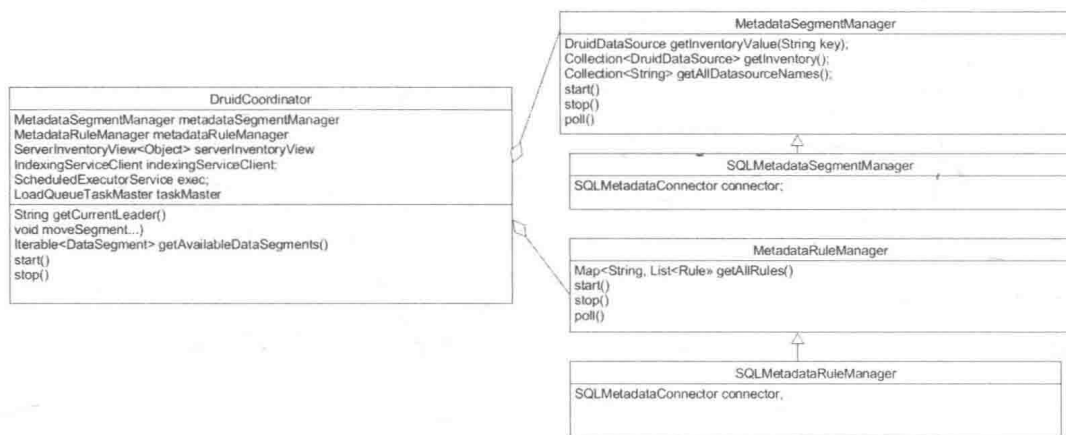 DruidCoordinator
MetadataSegmentManager metadataSegmentManager
MetadataRuleManager metadataRuleManager
ServerInventoryView<Object> serverInventoryView
IndexingServiceClient indexingServiceClient;
ScheduledExecutorService exec;
LoadQueueTaskMaster taskMaster
String getCurrentLeader()
void moveSegment...)
Iterable<DataSegment> getAvailableDataSegments()
start()
stop()
MetadataSegmentManager
DruidDataSource getInventoryValue(String key);
Collection<DruidDataSource> getInventory();
Collection<String> getAllDatasourceNames();
start()
stop()
poll()
SQLMetadataSegmentManager
SQLMetadataConnector connector;
MetadataRuleManager
Map<String, List<Rule» getAllRules()
start()
stop()
poll()
SQLMetadataRuleManager
SQLMetadataConnector connector,